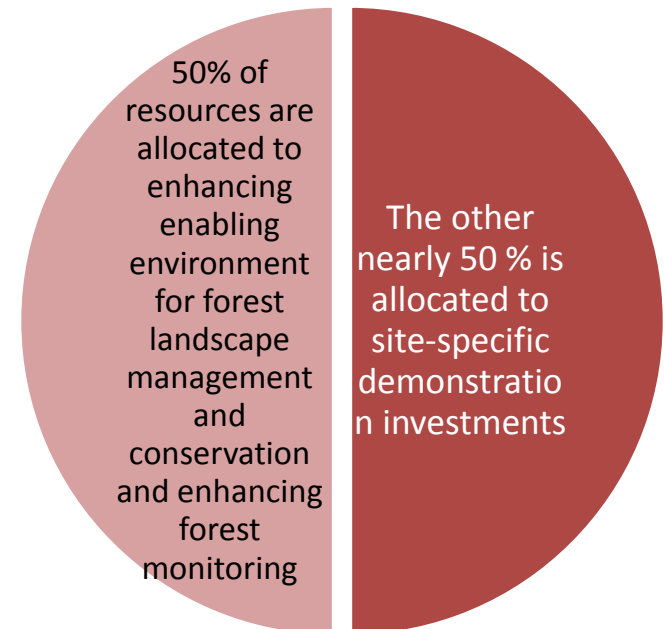 50% of
resources are
allocated to
enhancing
enabling
environment
for forest
landscape
management
and
conservation
and enhancing
forest
monitoring
The other
nearly 50 % is
allocated to
site-specific
demonstratio
n investments